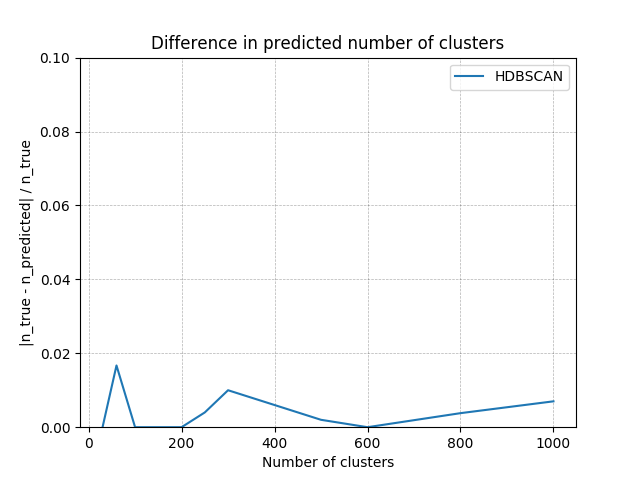 Difference in predicted number of clusters
HDBSCAN
|n_true - n_predicted| / n_true
0.10
0.08
0.06
0.04
0.02
0.00
0 200 400 600 800 1000
Number of clusters